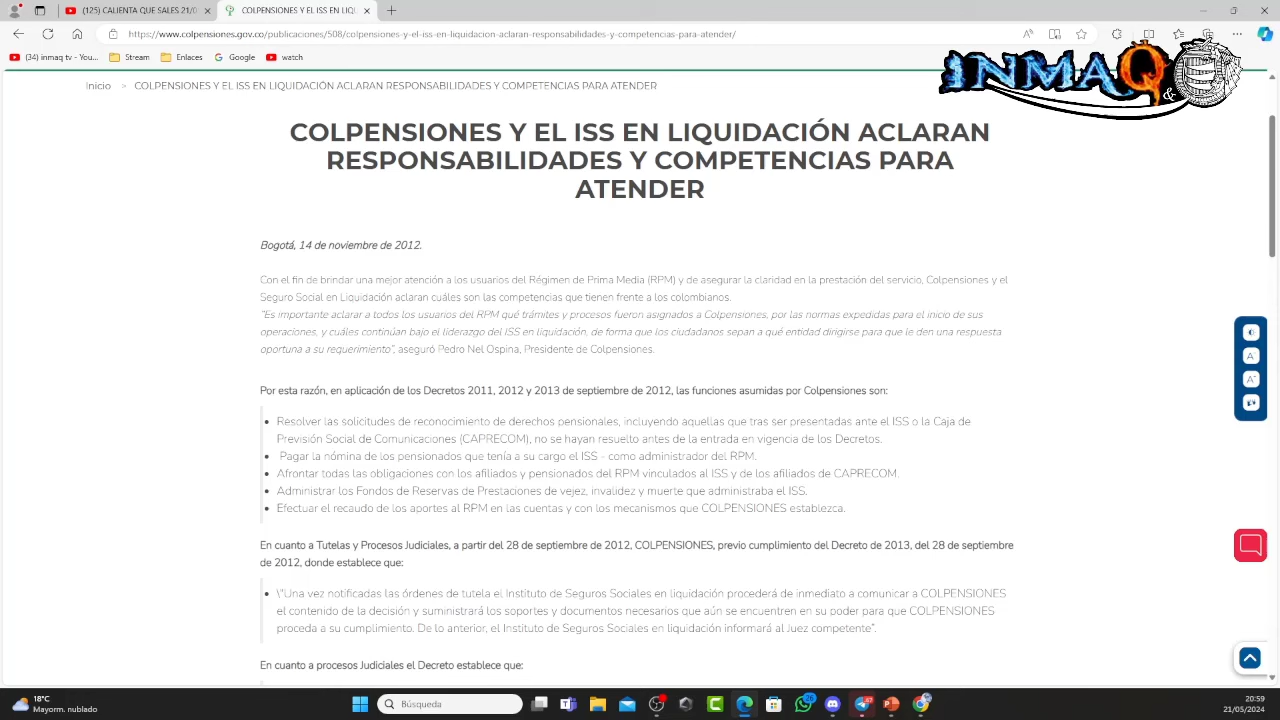 (125) CALIENTA QUE SALES 21/0
COLPENSIONES Y EL ISS EN LIQU
https://www.colpensiones.gov.co/publicaciones/508/colpensiones-y-el-iss-en-liquidacion-aclaran-responsabilidades-y-competencias-para-atender/
(34) inmaq tv - You...
Stream
Enlaces
Google
watch
INMAQ &
Inicio > COLPENSIONES Y EL ISS EN LIQUIDACIÓN ACLARAN RESPONSABILIDADES Y COMPETENCIAS PARA ATENDER
COLPENSIONES Y EL ISS EN LIQUIDACIÓN ACLARAN
RESPONSABILIDADES Y COMPETENCIAS PARA
ATENDER
Bogotá, 14 de noviembre de 2012.
Con el fin de brindar una mejor atención a los usuarios del Régimen de Prima Media (RPM) y de asegurar la claridad en la prestación del servicio, Colpensiones y el
Seguro Social en Liquidación aclaran cuáles son las competencias que tienen frente a los colombianos.
"Es importante aclarar a todos los usuarios del RPM qué trámites y procesos fueron asignados a Colpensiones, por las normas expedidas para el inicio de sus
operaciones, y cuáles continúan bajo el liderazgo del ISS en liquidación, de forma que los ciudadanos sepan a qué entidad dirigirse para que le den una respuesta
oportuna a su requerimiento", aseguró Pedro Nel Ospina, Presidente de Colpensiones.
Por esta razón, en aplicación de los Decretos 2011, 2012 y 2013 de septiembre de 2012, las funciones asumidas por Colpensiones son:
• Resolver las solicitudes de reconocimiento de derechos pensionales, incluyendo aquellas que tras ser presentadas ante el ISS o la Caja de
Previsión Social de Comunicaciones (CAPRECOM), no se hayan resuelto antes de la entrada en vigencia de los Decretos.
• Pagar la nómina de los pensionados que tenía a su cargo el ISS - como administrador del RPM.
• Afrontar todas las obligaciones con los afiliados y pensionados del RPM vinculados al ISS y de los afiliados de CAPRECOM.
• Administrar los Fondos de Reservas de Prestaciones de vejez, invalidez y muerte que administraba el ISS.
• Efectuar el recaudo de los aportes al RPM en las cuentas y con los mecanismos que COLPENSIONES establezca.
En cuanto a Tutelas y Procesos Judiciales, a partir del 28 de septiembre de 2012, COLPENSIONES, previo cumplimiento del Decreto de 2013, del 28 de septiembre
de 2012, donde establece que:
• \"Una vez notificadas las órdenes de tutela el Instituto de Seguros Sociales en liquidación procederá de inmediato a comunicar a COLPENSIONES
el contenido de la decisión y suministrará los soportes y documentos necesarios que aún se encuentren en su poder para que COLPENSIONES
proceda a su cumplimiento. De lo anterior, el Instituto de Seguros Sociales en liquidación informará al Juez competente".
En cuanto a procesos Judiciales el Decreto establece que:
18°C
Mayorm. nublado
Búsqueda
20:59
21/05/2024